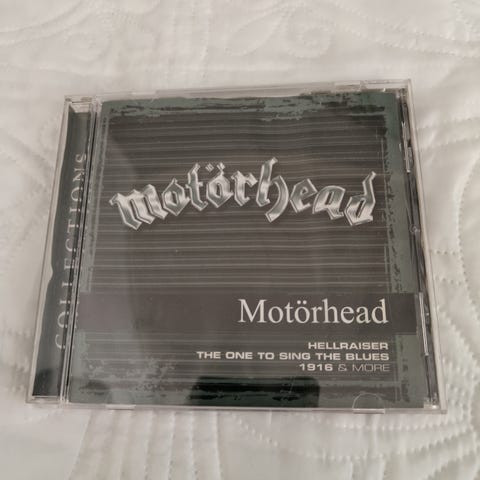 COLLECTIONS
Motörhead
Motörhead
HELLRAISER
THE ONE TO SING THE BLUES
1916 & MORE